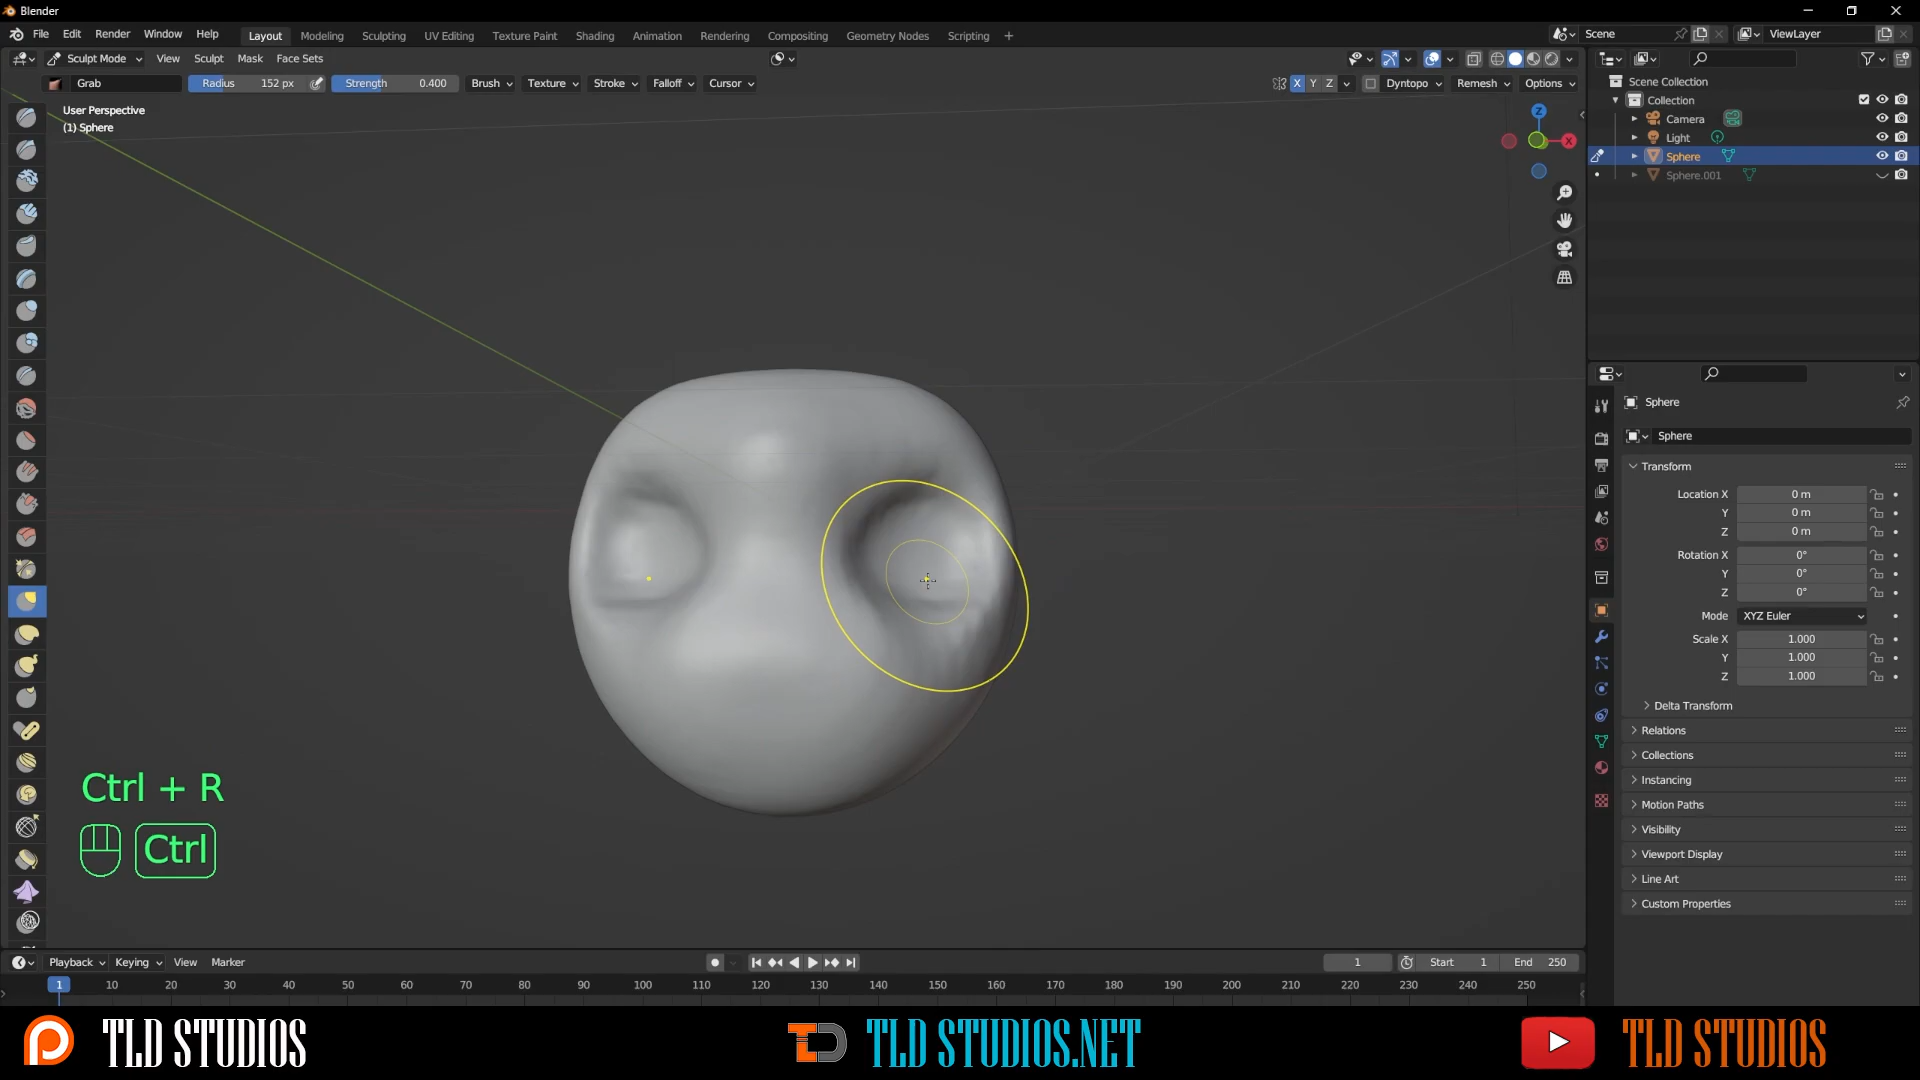 Blender
File Edit Render Window Help Layout Modeling Sculpting UV Editing Texture Paint Shading Animation Rendering Compositing Geometry Nodes Scripting + Scene ViewLayer
Sculpt Mode View Sculpt Mask Face Sets
Grab Radius 152 px Strength 0.400 Brush Texture Stroke Falloff Cursor X Y Z Dyntopo Remesh Options
User Perspective
(1) Sphere
Z
X
Scene Collection
Collection
Camera
Light
Sphere
Sphere.001
Sphere
Sphere
Transform
Location X 0 m
Y 0 m
Z 0 m
Rotation X 0°
Y 0°
Z 0°
Mode XYZ Euler
Scale X 1.000
Y 1.000
Z 1.000
Delta Transform
Relations
Collections
Instancing
Motion Paths
Visibility
Viewport Display
Line Art
Custom Properties
Ctrl + R
Ctrl
Playback Keying View Marker 1 Start 1 End 250
1 10 20 30 40 50 60 70 80 90 100 110 120 130 140 150 160 170 180 190 200 210 220 230 240 250
TLD STUDIOS TLD STUDIOS.NET TLD STUDIOS